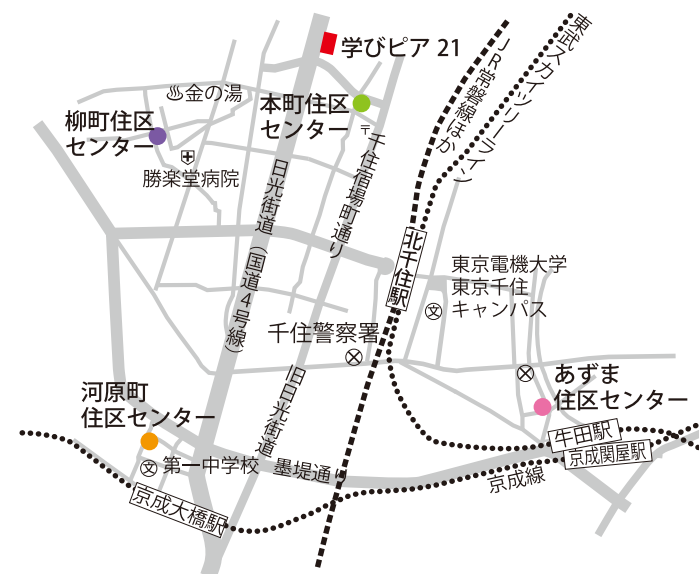 学びピア 21
金の湯
本町住区
センター
柳町住区
センター
〒
勝楽堂病院
日光街道（国道4号線）
千住宿場町通り
JR常磐線ほか
東武スカイツリーライン
北千住駅
東京電機大学
東京千住
キャンパス
文
千住警察署
旧日光街道
あずま
住区センター
河原町
住区センター
文
第一中学校
墨堤通り
牛田駅
京成関屋駅
京成線
京成大橋駅